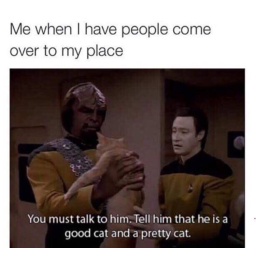 Me when I have people come
over to my place
You must talk to him. Tell him that he is a
good cat and a pretty cat.